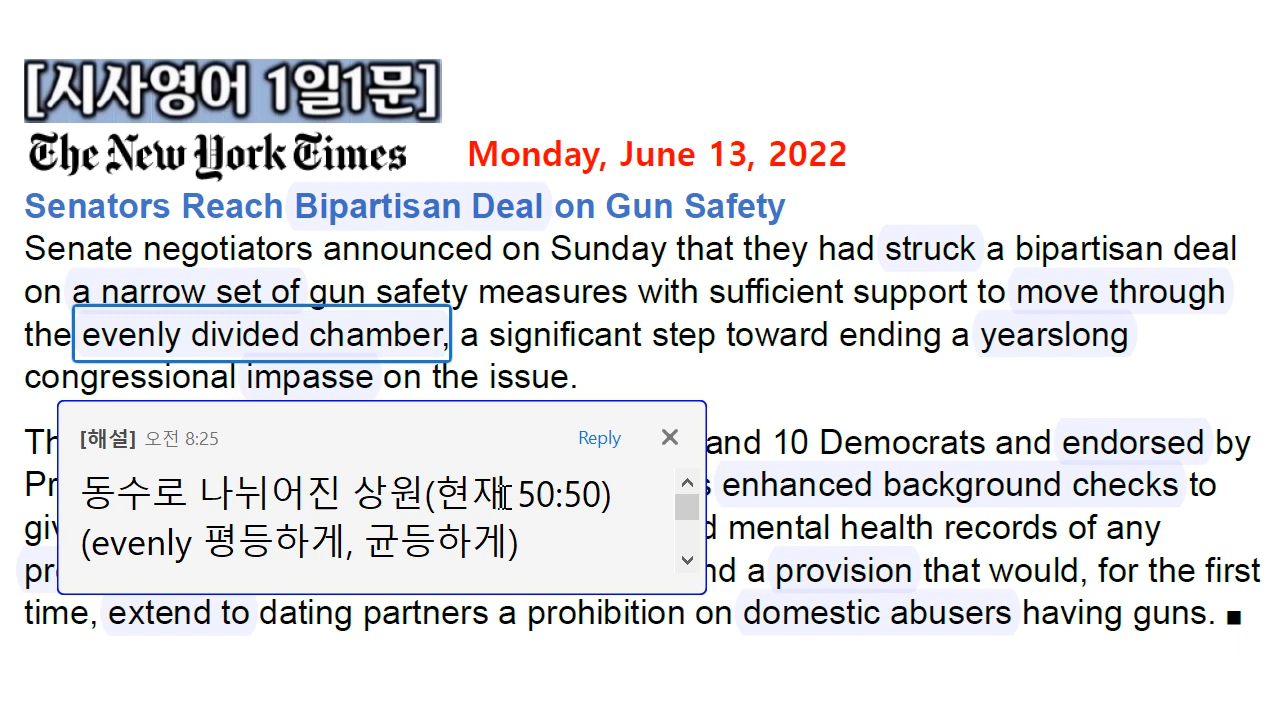 [시사영어 1일1문]
The New York Times Monday, June 13, 2022
Senators Reach Bipartisan Deal on Gun Safety
Senate negotiators announced on Sunday that they had struck a bipartisan deal
on a narrow set of gun safety measures with sufficient support to move through
the evenly divided chamber, a significant step toward ending a yearslong
congressional impasse on the issue.
and 10 Democrats and endorsed by
enhanced background checks to
mental health records of any
a provision that would, for the first
time, extend to dating partners a prohibition on domestic abusers having guns. ■
[해설] 오전 8:25 Reply
동수로 나뉘어진 상원(현재 50:50)
(evenly 평등하게, 균등하게)